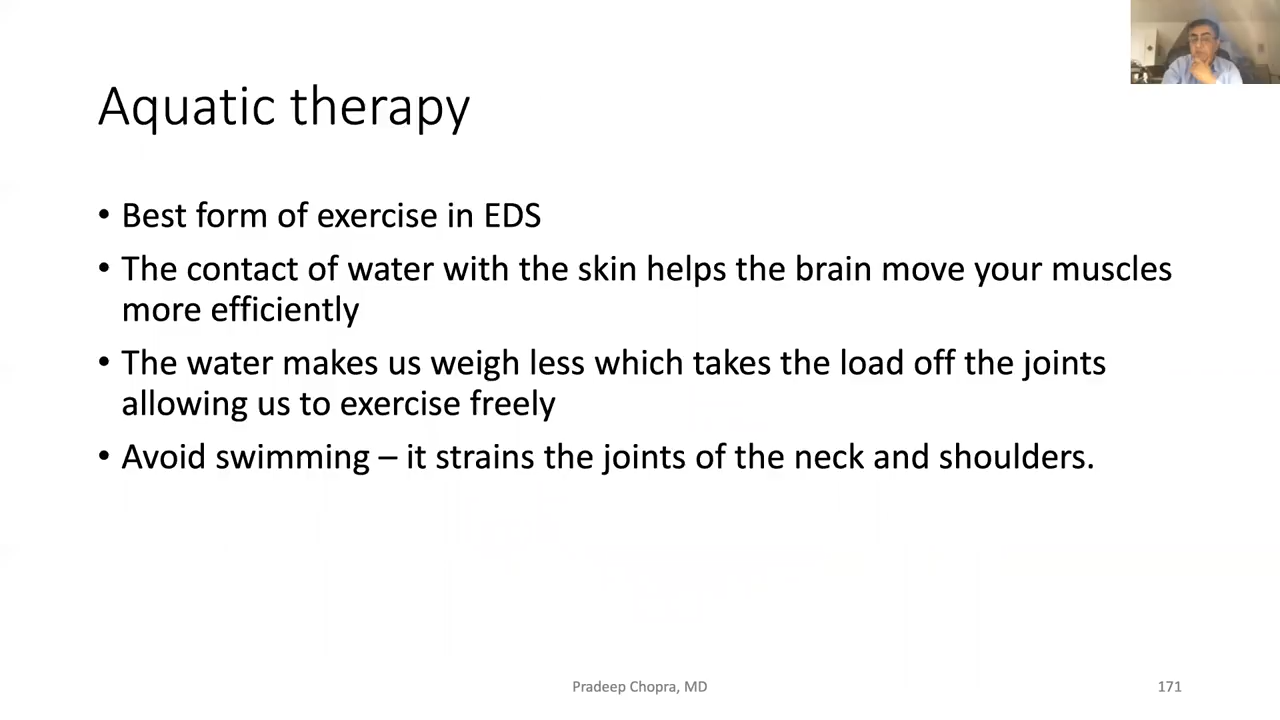 Aquatic therapy
• Best form of exercise in EDS
• The contact of water with the skin helps the brain move your muscles
more efficiently
• The water makes us weigh less which takes the load off the joints
allowing us to exercise freely
• Avoid swimming – it strains the joints of the neck and shoulders.
Pradeep Chopra, MD
171